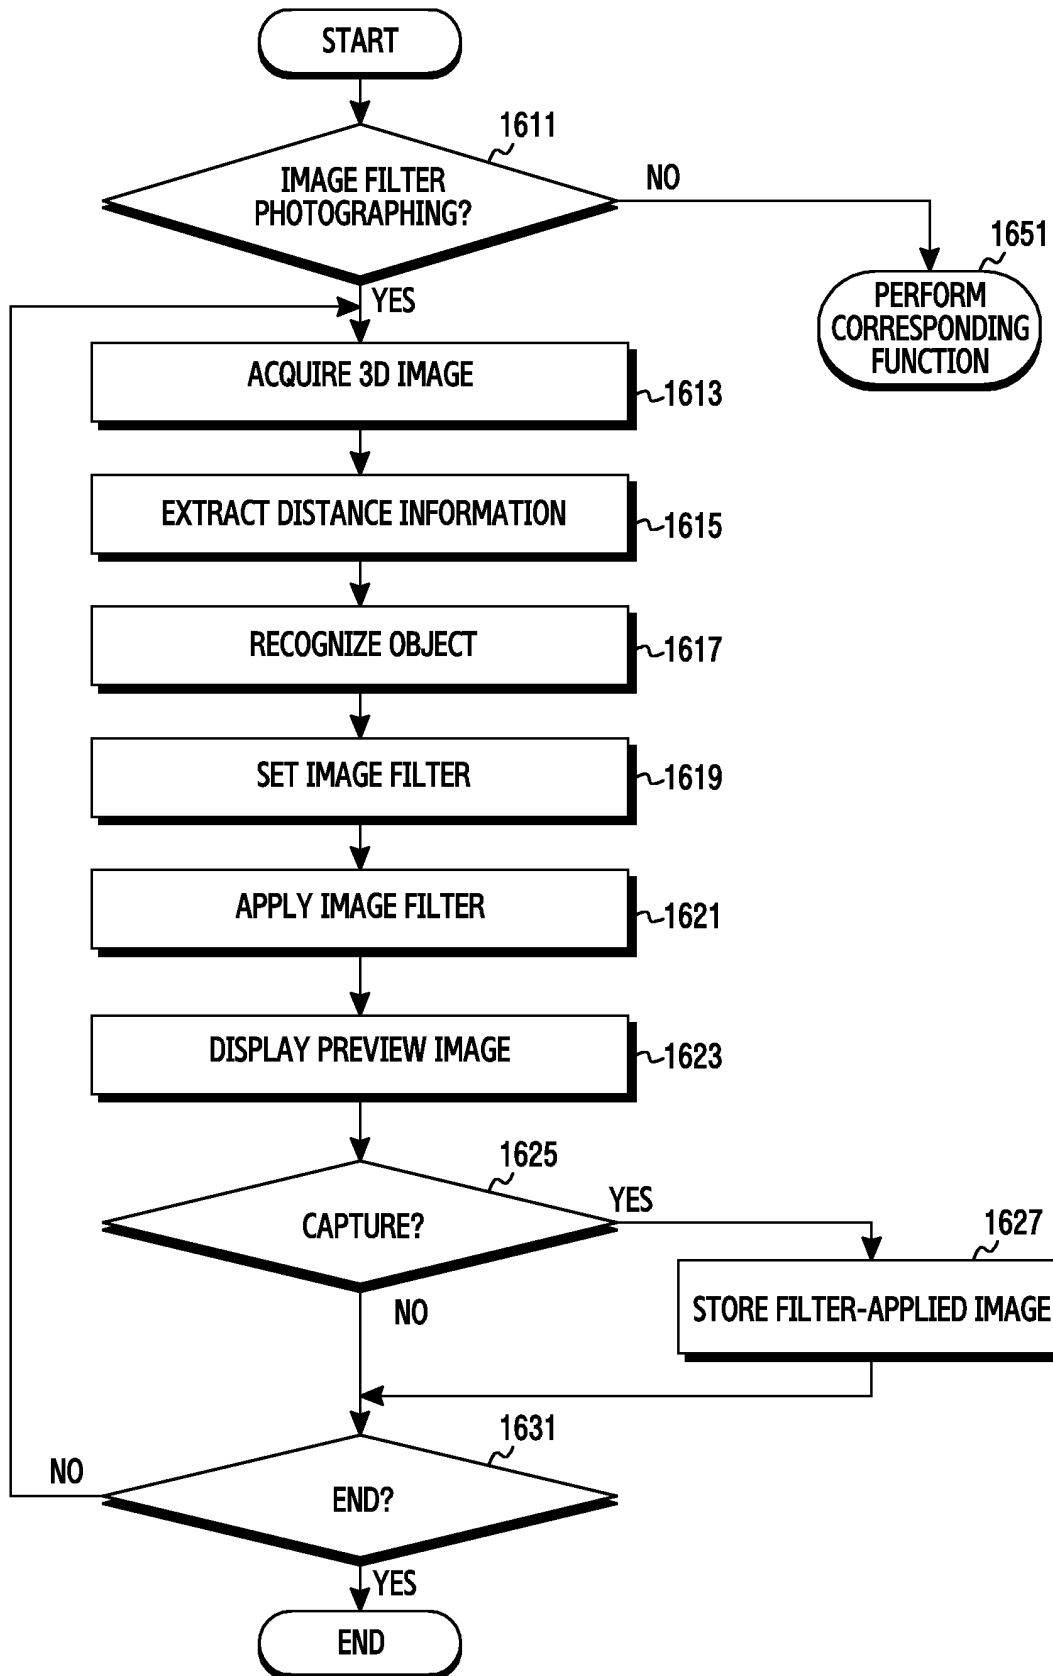 START
1611
IMAGE FILTER
PHOTOGRAPHING?
NO
1651
PERFORM
CORRESPONDING
FUNCTION
YES
ACQUIRE 3D IMAGE
1613
EXTRACT DISTANCE INFORMATION
1615
RECOGNIZE OBJECT
1617
SET IMAGE FILTER
1619
APPLY IMAGE FILTER
1621
DISPLAY PREVIEW IMAGE
1623
1625
CAPTURE?
YES
1627
STORE FILTER-APPLIED IMAGE
NO
1631
END?
NO
YES
END